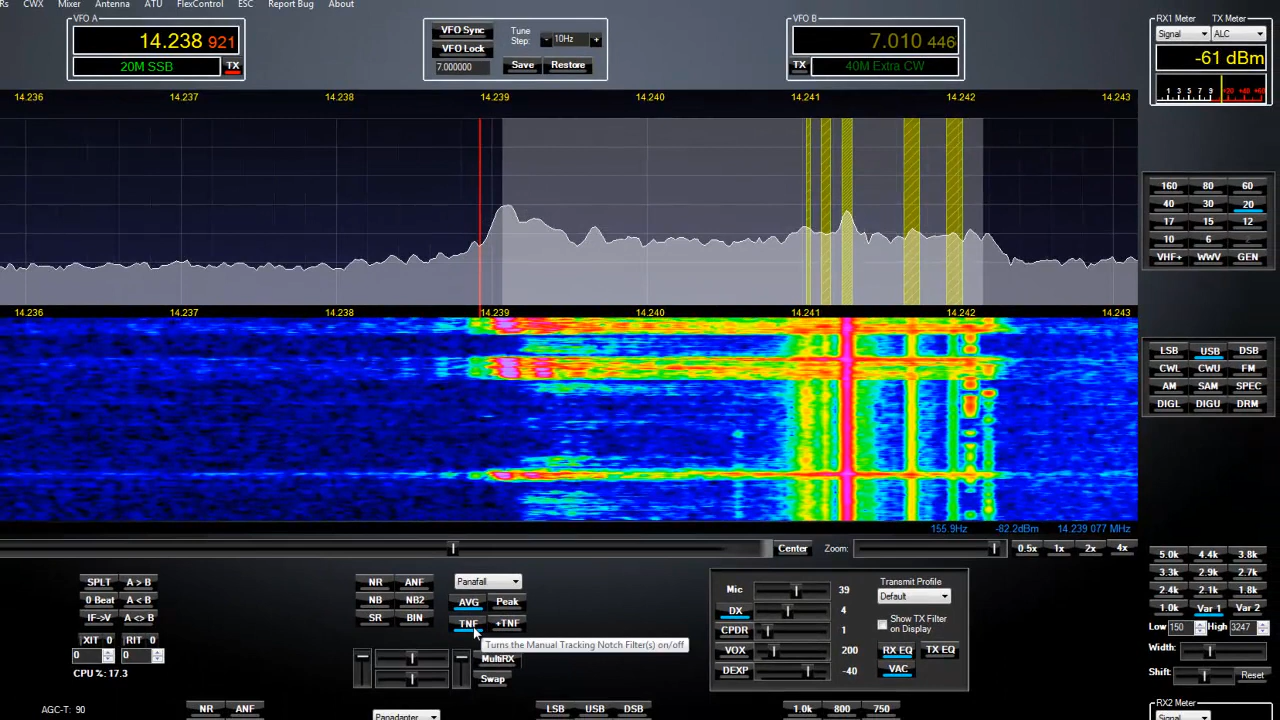 Rs CWX Mixer Antenna ATU FlexControl ESC Report Bug About
VFO A
14.238 921
20M SSB TX
VFO Sync
VFO Lock
7.000000
Tune
Step: - 10Hz +
Save Restore
VFO B
7.010 446
TX 40M Extra CW
RX1 Meter TX Meter
Signal ALC
-61 dBm
1 3 5 7 9 +20 +40 +60
14.236 14.237 14.238 14.239 14.240 14.241 14.242 14.243
14.236 14.237 14.238 14.239 14.240 14.241 14.242 14.243
160 80 60
40 30 20
17 15 12
10 6 2
VHF+ WWV GEN
LSB USB DSB
CWL CWU FM
AM SAM SPEC
DIGL DIGU DRM
155.9Hz -82.2dBm 14.239 077 MHz
Center Zoom: 0.5x 1x 2x 4x
SPLT A > B
0 Beat A < B
IF->V A <> B
XIT 0 RIT 0
0 0
CPU %: 17.3
NR ANF
NB NB2
SR BIN
Panafall
AVG Peak
TNF +TNF
Turns the Manual Tracking Notch Filter(s) on/off
MultiRX
Swap
Mic 39
DX 4
CPDR 1
VOX 200
DEXP -40
Transmit Profile
Default
Show TX Filter
on Display
RX EQ TX EQ
VAC
5.0k 4.4k 3.8k
3.3k 2.9k 2.7k
2.4k 2.1k 1.8k
1.0k Var 1 Var 2
Low 150 High 3247
Width:
Shift: Reset
RX2 Meter
Signal
AGC-T: 90
NR ANF
Panadapter
LSB USB DSB
1.0k 800 750